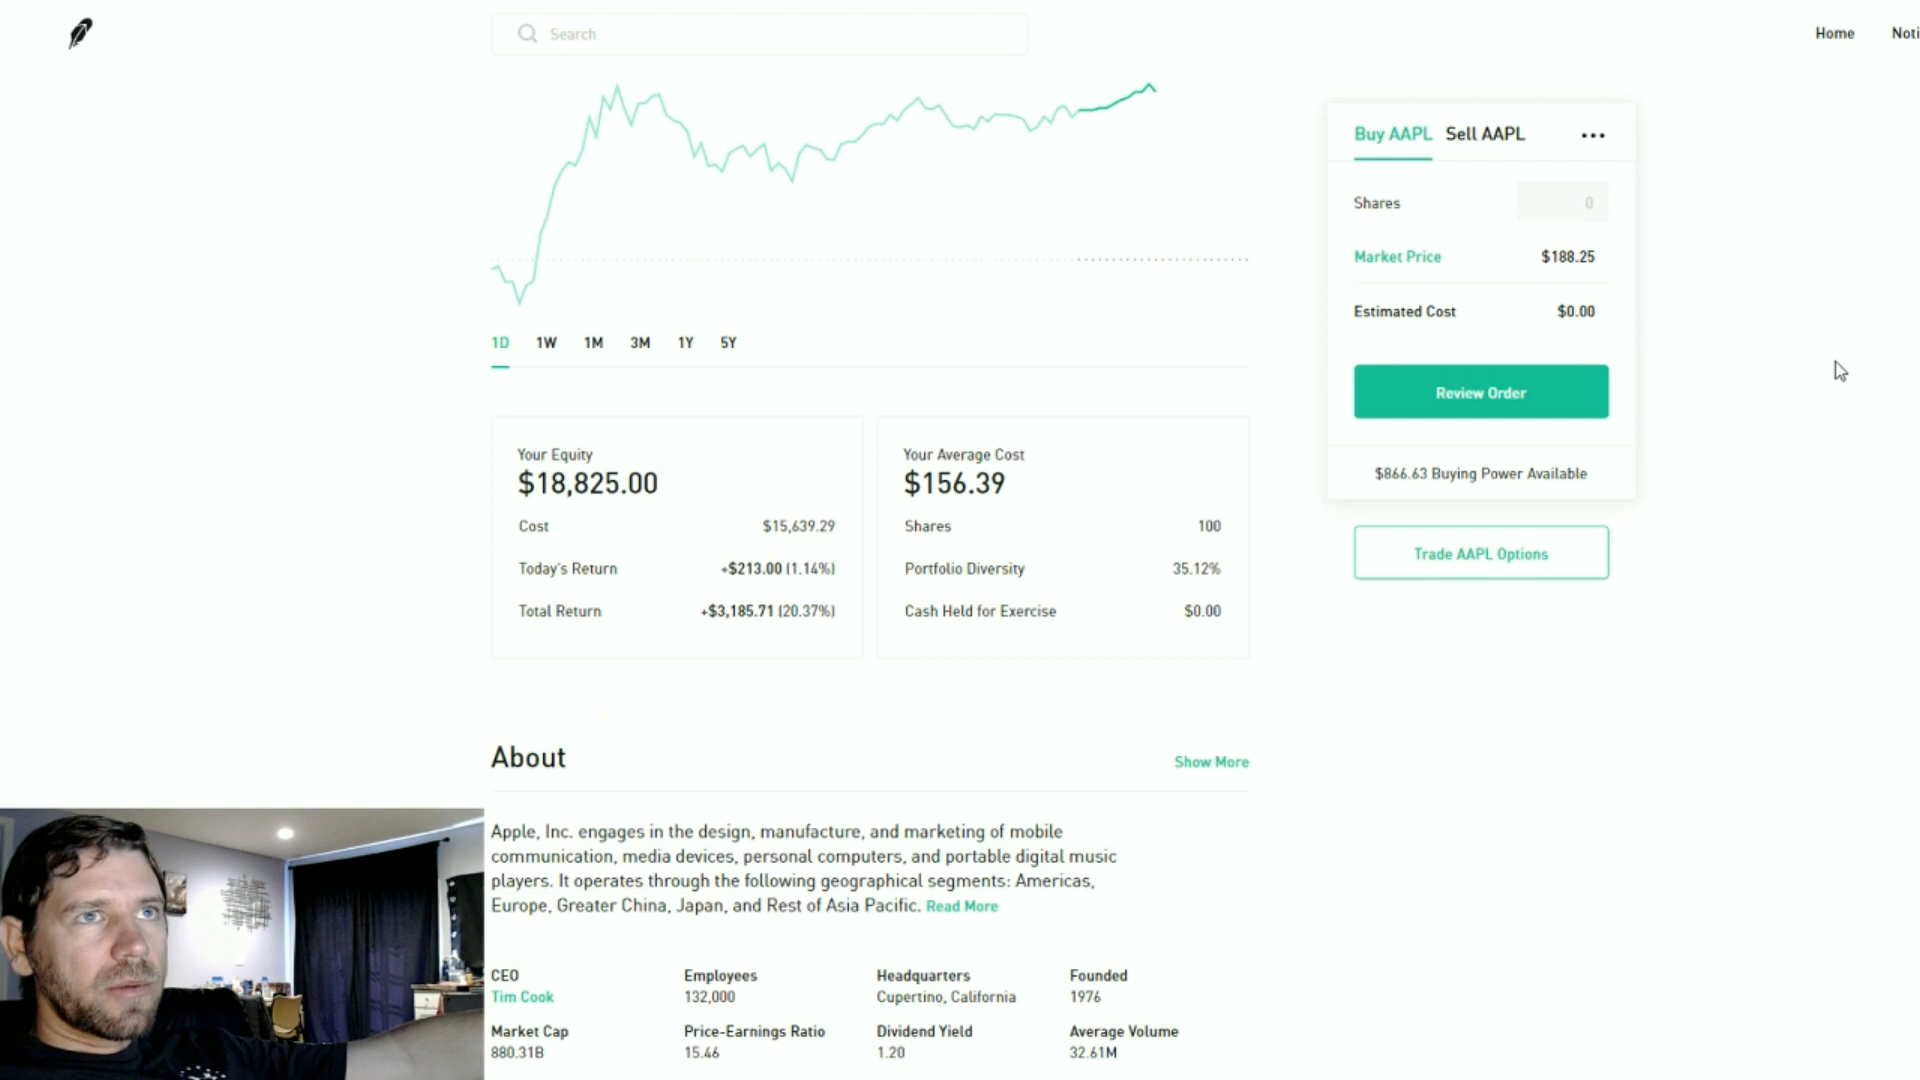 Search
Home
Noti
Buy AAPL Sell AAPL
Shares 0
Market Price $188.25
Estimated Cost $0.00
Review Order
$866.63 Buying Power Available
Trade AAPL Options
1D 1W 1M 3M 1Y 5Y
Your Equity
$18,825.00
Cost $15,639.29
Today's Return +$213.00 (1.14%)
Total Return +$3,185.71 (20.37%)
Your Average Cost
$156.39
Shares 100
Portfolio Diversity 35.12%
Cash Held for Exercise $0.00
About Show More
Apple, Inc. engages in the design, manufacture, and marketing of mobile
communication, media devices, personal computers, and portable digital music
players. It operates through the following geographical segments: Americas,
Europe, Greater China, Japan, and Rest of Asia Pacific. Read More
CEO Employees Headquarters Founded
Tim Cook 132,000 Cupertino, California 1976
Market Cap Price-Earnings Ratio Dividend Yield Average Volume
880.31B 15.46 1.20 32.61M